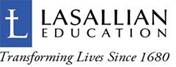 L
LASALLIAN
EDUCATION
Transforming Lives Since 1680